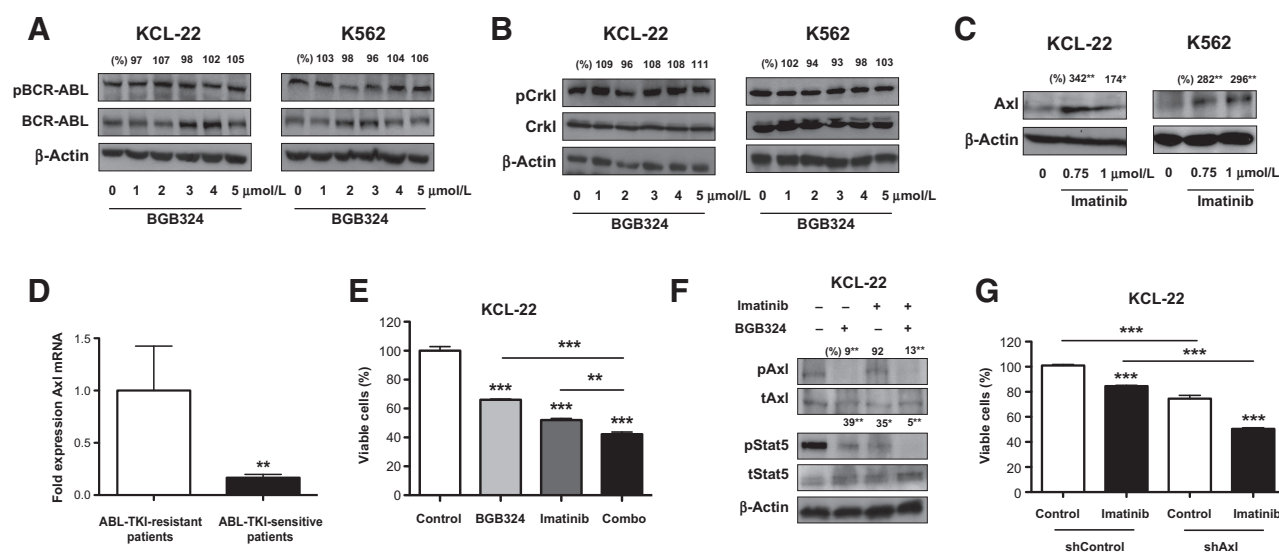 A
KCL-22
K562
(%) 97 107 98 102 105
(%) 103 98 96 104 106
pBCR-ABL
BCR-ABL
β-Actin
0 1 2 3 4 5 μmol/L
0 1 2 3 4 5 μmol/L
BGB324
BGB324
B
KCL-22
K562
(%) 109 96 108 108 111
(%) 102 94 93 98 103
pCrkl
Crkl
β-Actin
0 1 2 3 4 5 μmol/L
0 1 2 3 4 5 μmol/L
BGB324
BGB324
C
KCL-22
K562
(%) 342** 174*
(%) 282** 296**
Axl
β-Actin
0 0.75 1 μmol/L
0 0.75 1 μmol/L
Imatinib
Imatinib
D
Fold expression Axl mRNA
1.5
1.0
0.5
0.0
**
ABL-TKI-resistant
patients
ABL-TKI-sensitive
patients
E
KCL-22
Viable cells (%)
120
100
80
60
40
20
0
***
**
***
***
***
Control BGB324 Imatinib Combo
F
KCL-22
Imatinib – – + +
BGB324 – + – +
(%) 9** 92 13**
pAxl
tAxl
39** 35* 5**
pStat5
tStat5
β-Actin
G
KCL-22
Viable cells (%)
120
100
80
60
40
20
0
***
***
***
***
Control Imatinib Control Imatinib
shControl shAxl